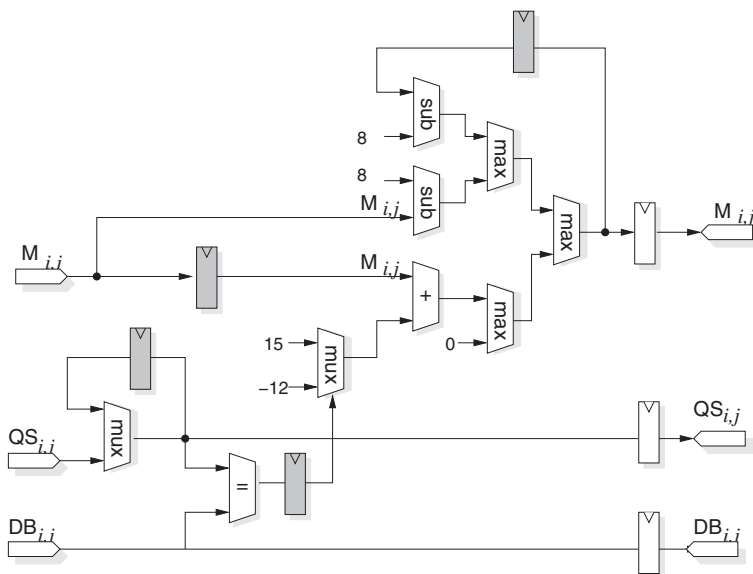 sub
8
max
8
sub
M i,j
max
M i,j
M i,j
M i,j
+
15
max
0
mux
−12
QS i,j
mux
QS i,j
=
DB i,j
DB i,j